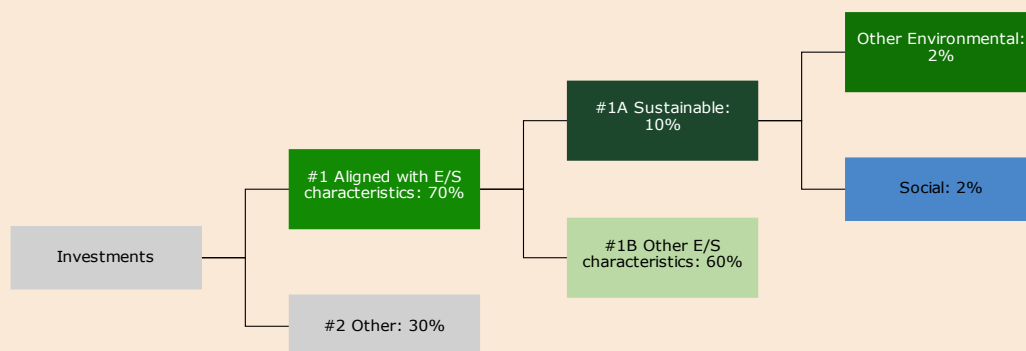 Other Environmental:
2%
#1A Sustainable:
10%
#1 Aligned with E/S
characteristics: 70%
Social: 2%
Investments
#1B Other E/S
characteristics: 60%
#2 Other: 30%